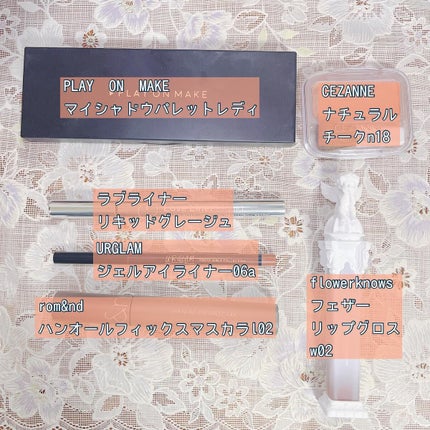 PLAY ON MAKE
マイシャドウパレットレディ
PLAY ON MAKE
CEZANNE
ナチュラル
チークn18
ラブライナー
リキッドグレージュ
URGLAM
ジェルアイライナー06a
rom&nd
ハンオールフィックスマスカラl02
flowerknows
フェザー
リップグロス
w02